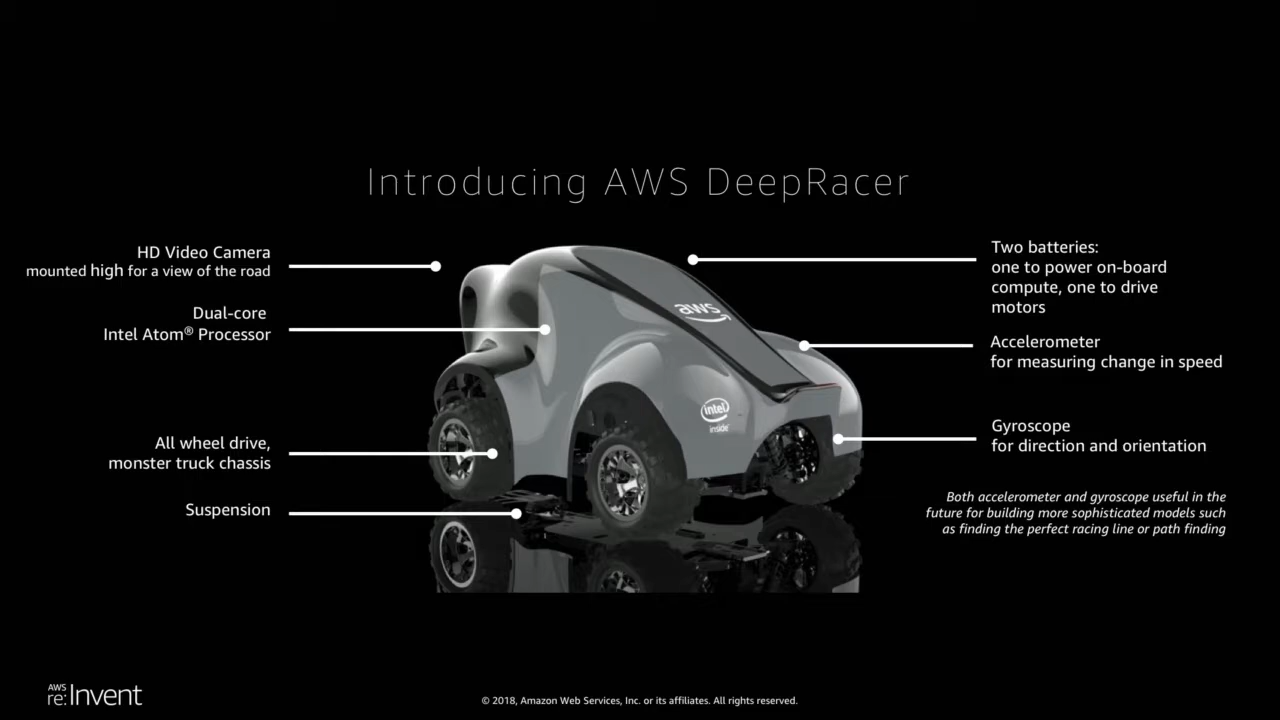 Introducing AWS DeepRacer
HD Video Camera
mounted high for a view of the road
Dual-core
Intel Atom® Processor
All wheel drive,
monster truck chassis
Suspension
aws
intel
inside
Two batteries:
one to power on-board
compute, one to drive
motors
Accelerometer
for measuring change in speed
Gyroscope
for direction and orientation
Both accelerometer and gyroscope useful in the
future for building more sophisticated models such
as finding the perfect racing line or path finding
AWS
re:Invent
© 2018, Amazon Web Services, Inc. or its affiliates. All rights reserved.